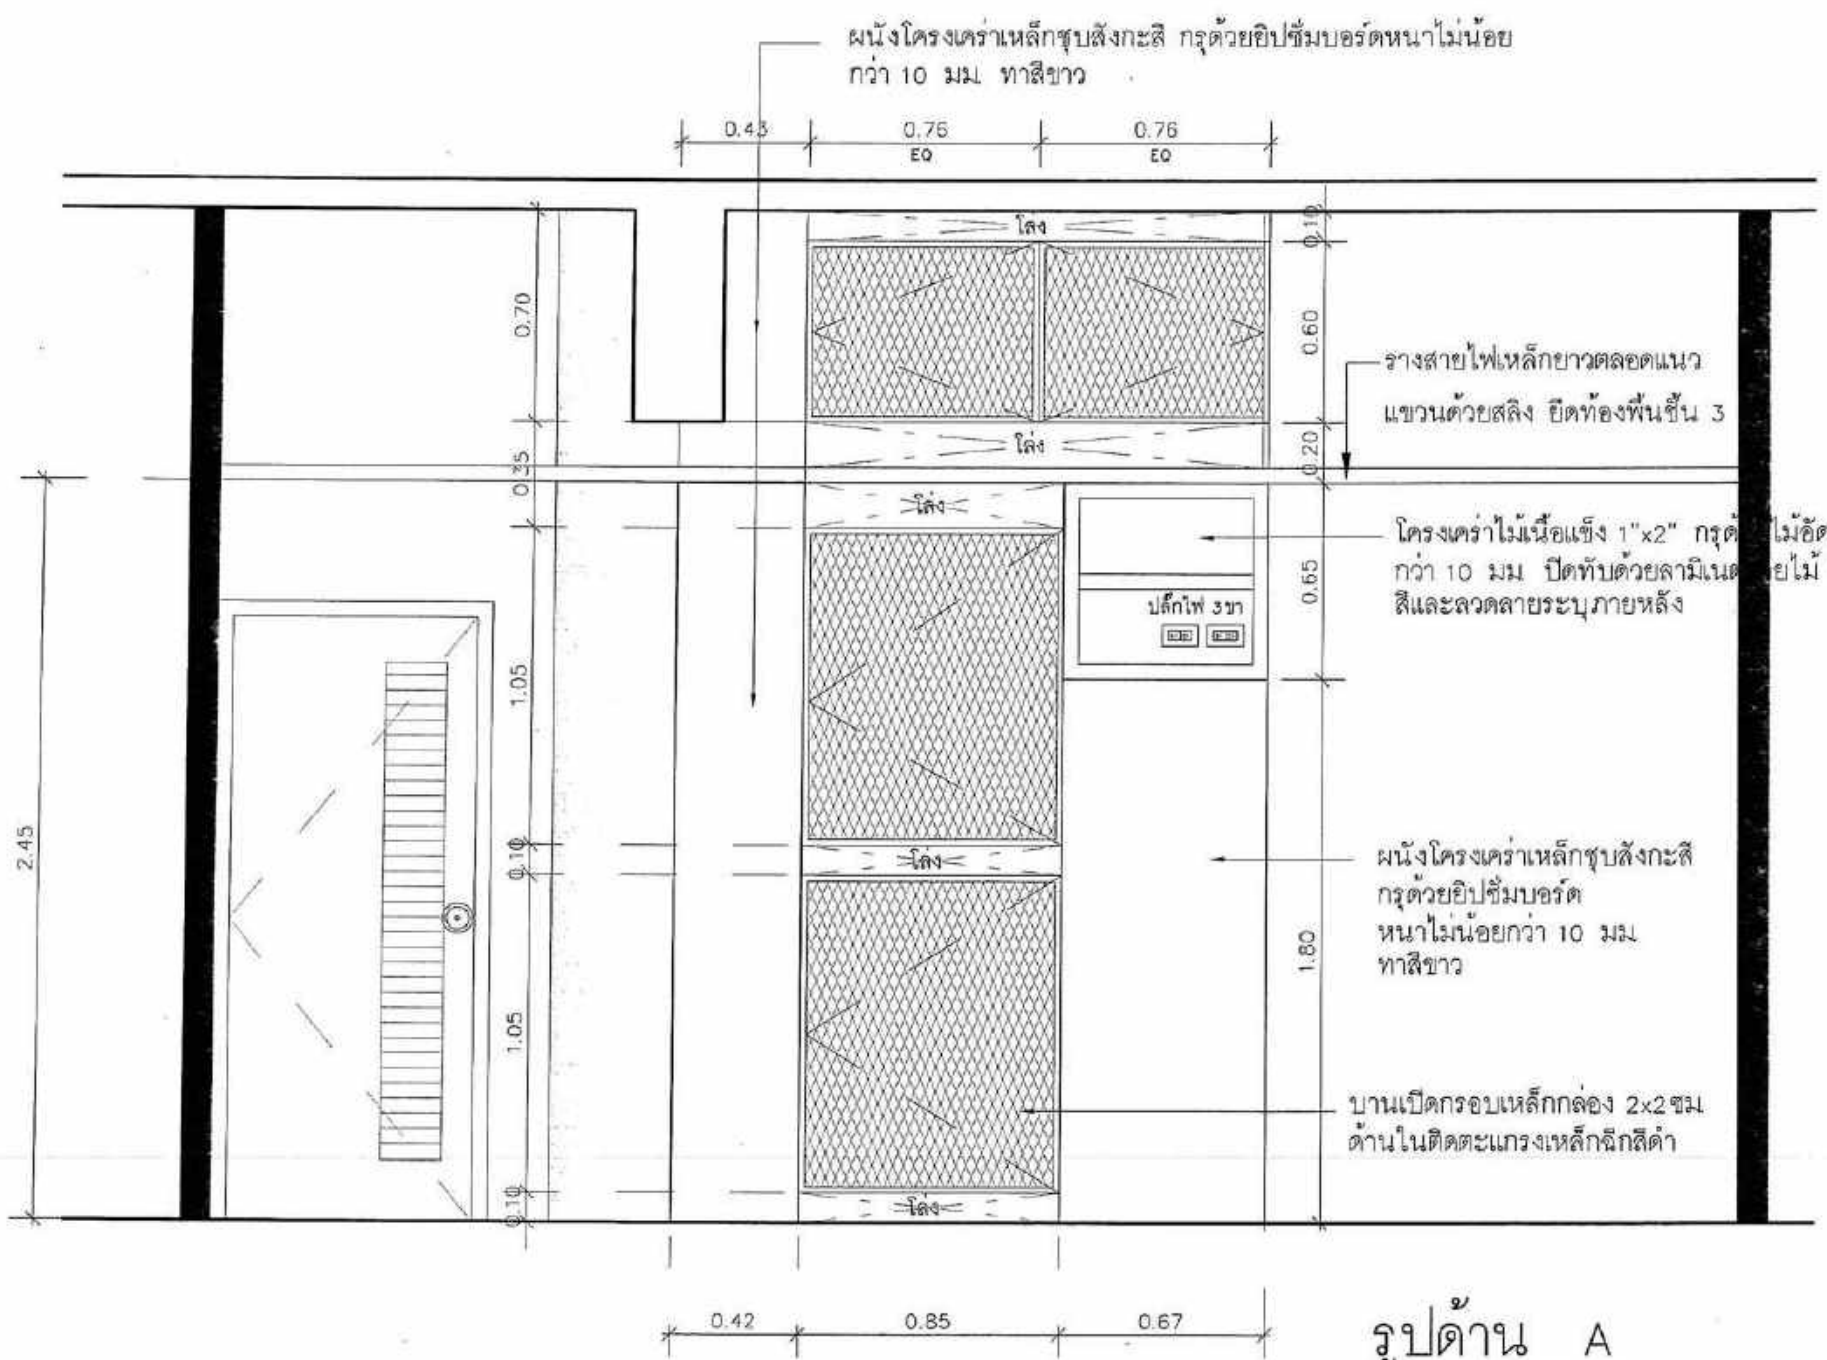 ผนังโครงเคร่าเหล็กชุบสังกะสี กรุด้วยยิปซั่มบอร์ดหนาไม่น้อย
กว่า 10 มม. ทาสีขาว
0.43 0.76 0.76
EQ EQ
โล่ง
0.10
0.70
0.60
รางสายไฟเหล็กยาวตลอดแนว
แขวนด้วยสลิง ยึดท้องพื้นชั้น 3
โล่ง
0.20
0.35
โล่ง
โครงเคร่าไม้เนื้อแข็ง 1"x2" กรุด้ ไม้อัด
กว่า 10 มม ปิดทับด้วยลามิเนต ยไม้
สีและลวดลายระบุภายหลัง
0.65
ปลั๊กไฟ 3ขา
1.05
2.45
0.10
โล่ง
ผนังโครงเคร่าเหล็กชุบสังกะสี
กรุด้วยยิปซั่มบอร์ด
หนาไม่น้อยกว่า 10 มม.
ทาสีขาว
1.80
1.05
บานเปิดกรอบเหล็กกล่อง 2x2ซม.
ด้านในติดตะแกรงเหล็กฉีกสีดำ
0.10
โล่ง
0.42 0.85 0.67
รูปด้าน A